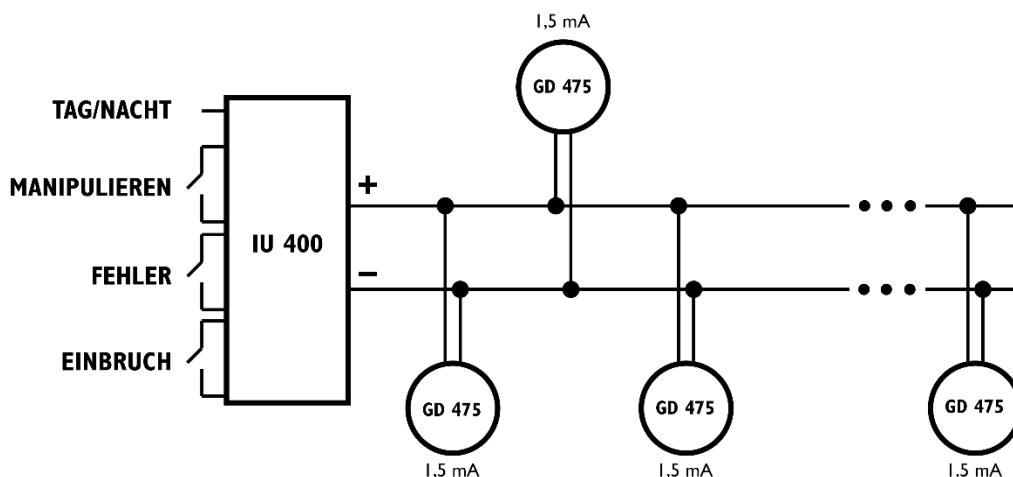 1,5 mA
GD 475
TAG/NACHT
MANIPULIEREN
+
IU 400
FEHLER
−
EINBRUCH
GD 475
GD 475
GD 475
1,5 mA
1,5 mA
1,5 mA